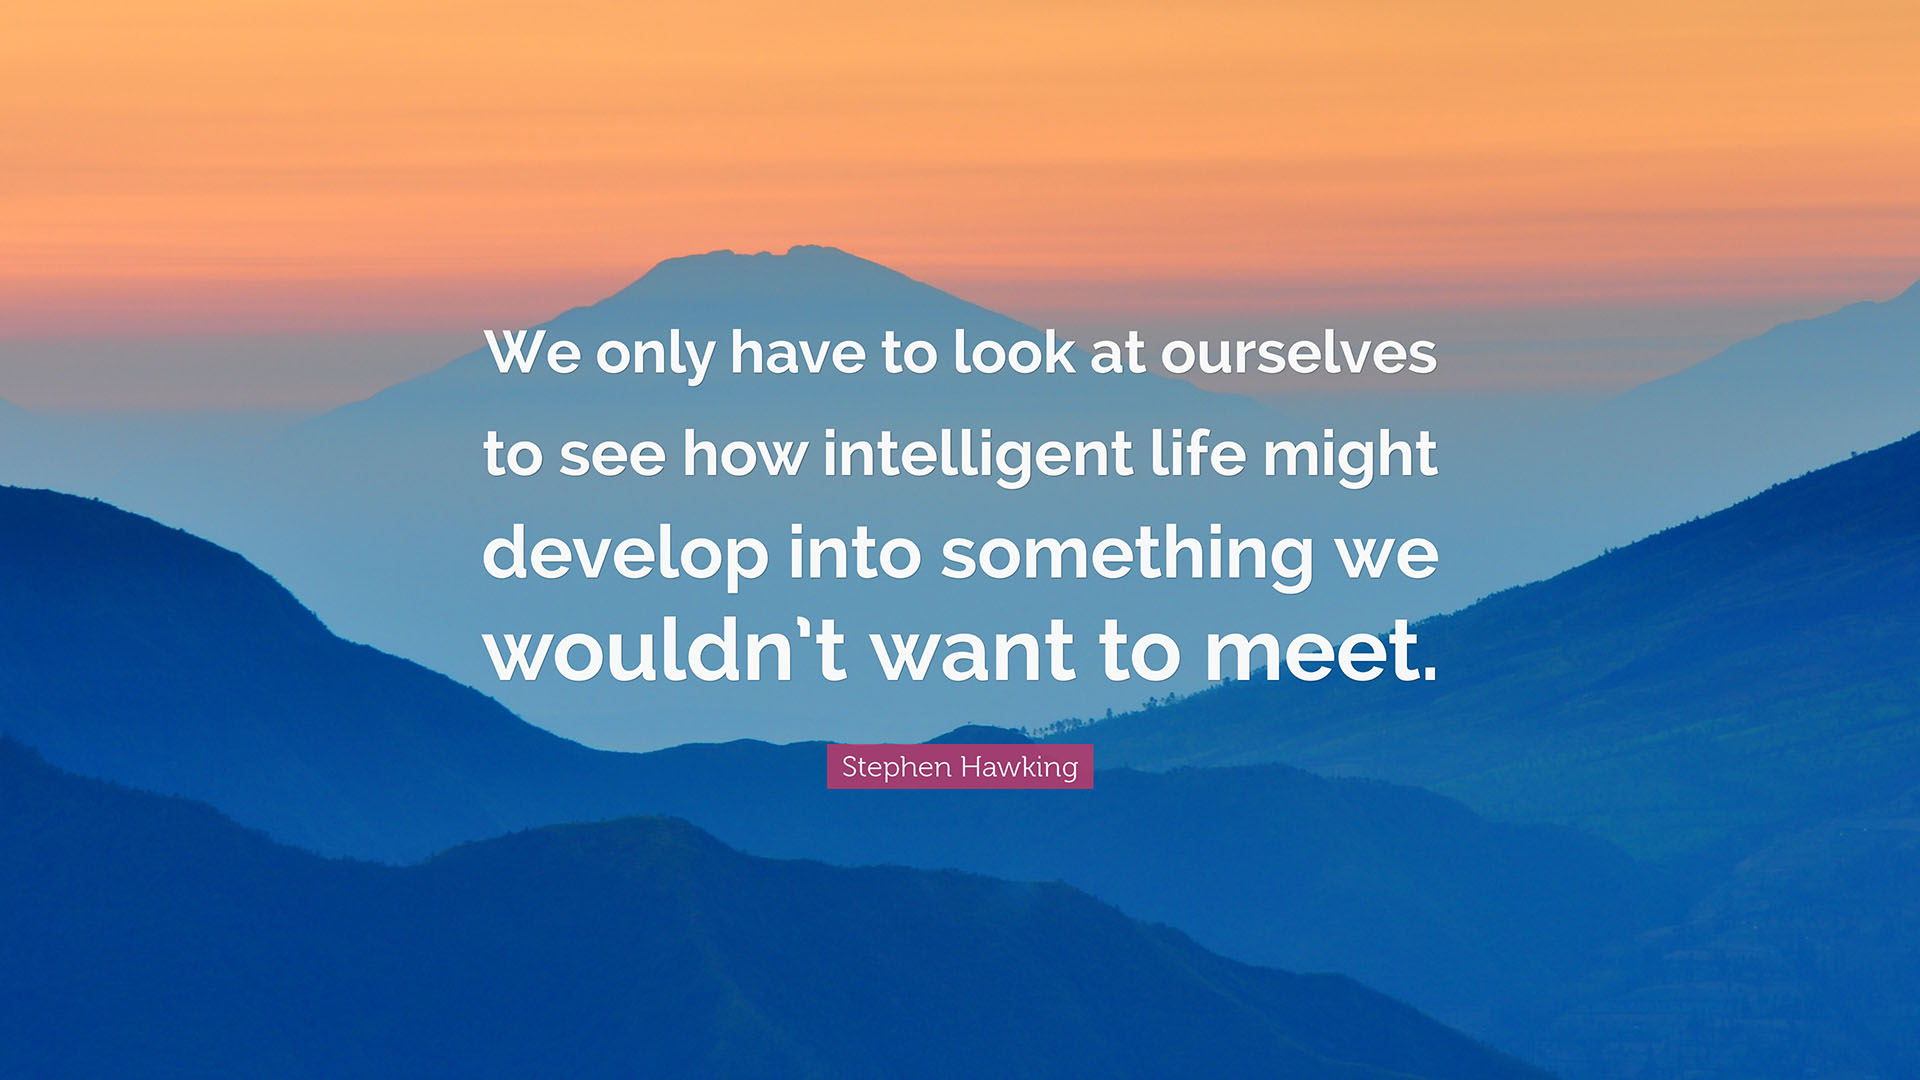 We only have to look at ourselves
to see how intelligent life might
develop into something we
wouldn’t want to meet.
Stephen Hawking